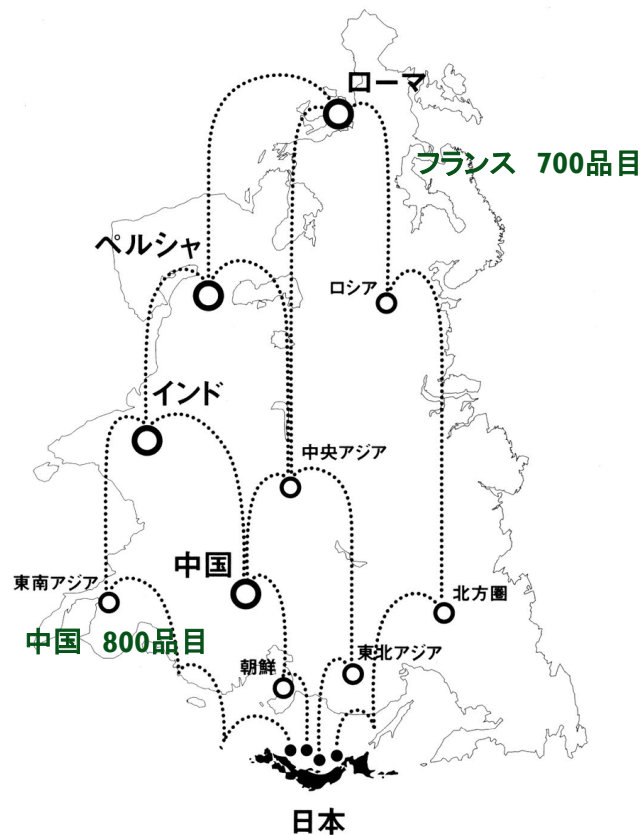 ローマ
フランス 700品目
ペルシャ
ロシア
インド
中央アジア
中国
東南アジア
北方圏
中国 800品目
朝鮮
東北アジア
日本